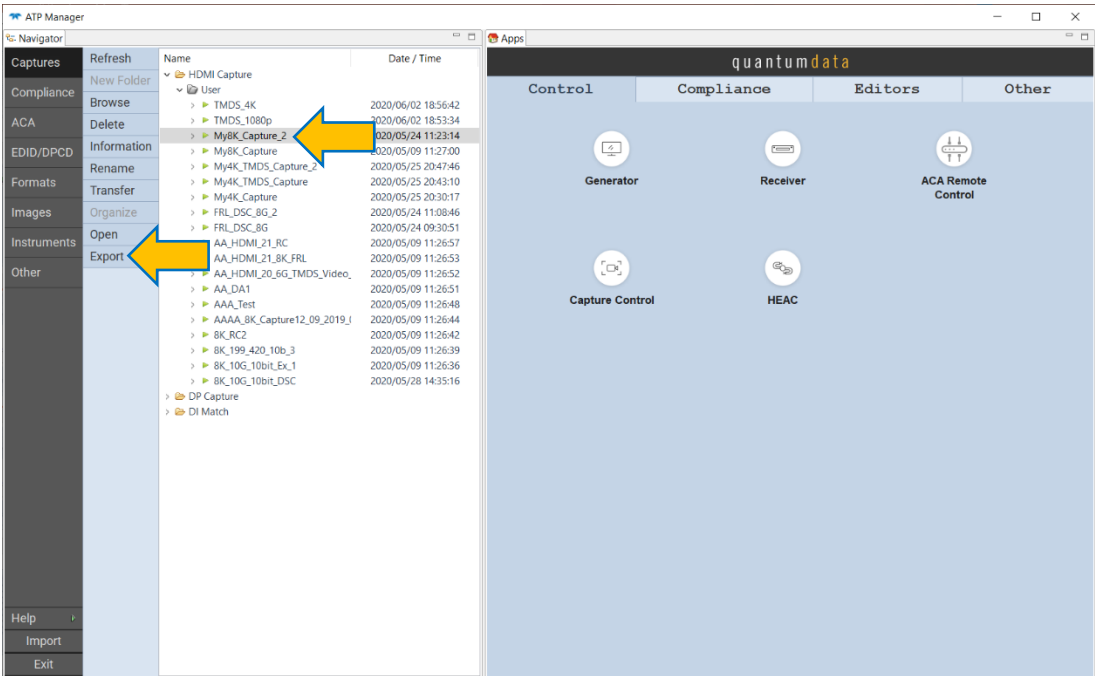 ATP Manager
Navigator
Captures
Compliance
ACA
EDID/DPCD
Formats
Images
Instruments
Other
Help
Import
Exit
Refresh
New Folder
Browse
Delete
Information
Rename
Transfer
Organize
Open
Export
Name Date / Time
HDMI Capture
User
TMDS_4K 2020/06/02 18:56:42
TMDS_1080p 2020/06/02 18:53:34
My8K_Capture_2 2020/05/24 11:23:14
My8K_Capture 2020/05/09 11:27:00
My4K_TMDS_Capture_2 2020/05/25 20:47:46
My4K_TMDS_Capture 2020/05/25 20:43:10
My4K_Capture 2020/05/25 20:30:17
FRL_DSC_8G_2 2020/05/24 11:08:46
FRL_DSC_8G 2020/05/24 09:30:51
AA_HDMI_21_RC 2020/05/09 11:26:57
AA_HDMI_21_8K_FRL 2020/05/09 11:26:53
AA_HDMI_20_6G_TMDS_Video_ 2020/05/09 11:26:52
AA_DA1 2020/05/09 11:26:51
AAA_Test 2020/05/09 11:26:48
AAAA_8K_Capture12_09_2019_( 2020/05/09 11:26:44
8K_RC2 2020/05/09 11:26:42
8K_199_420_10b_3 2020/05/09 11:26:39
8K_10G_10bit_Ex_1 2020/05/09 11:26:36
8K_10G_10bit_DSC 2020/05/28 14:35:16
DP Capture
DI Match
Apps
quantumdata
Control Compliance Editors Other
Generator Receiver ACA Remote
Control
Capture Control HEAC